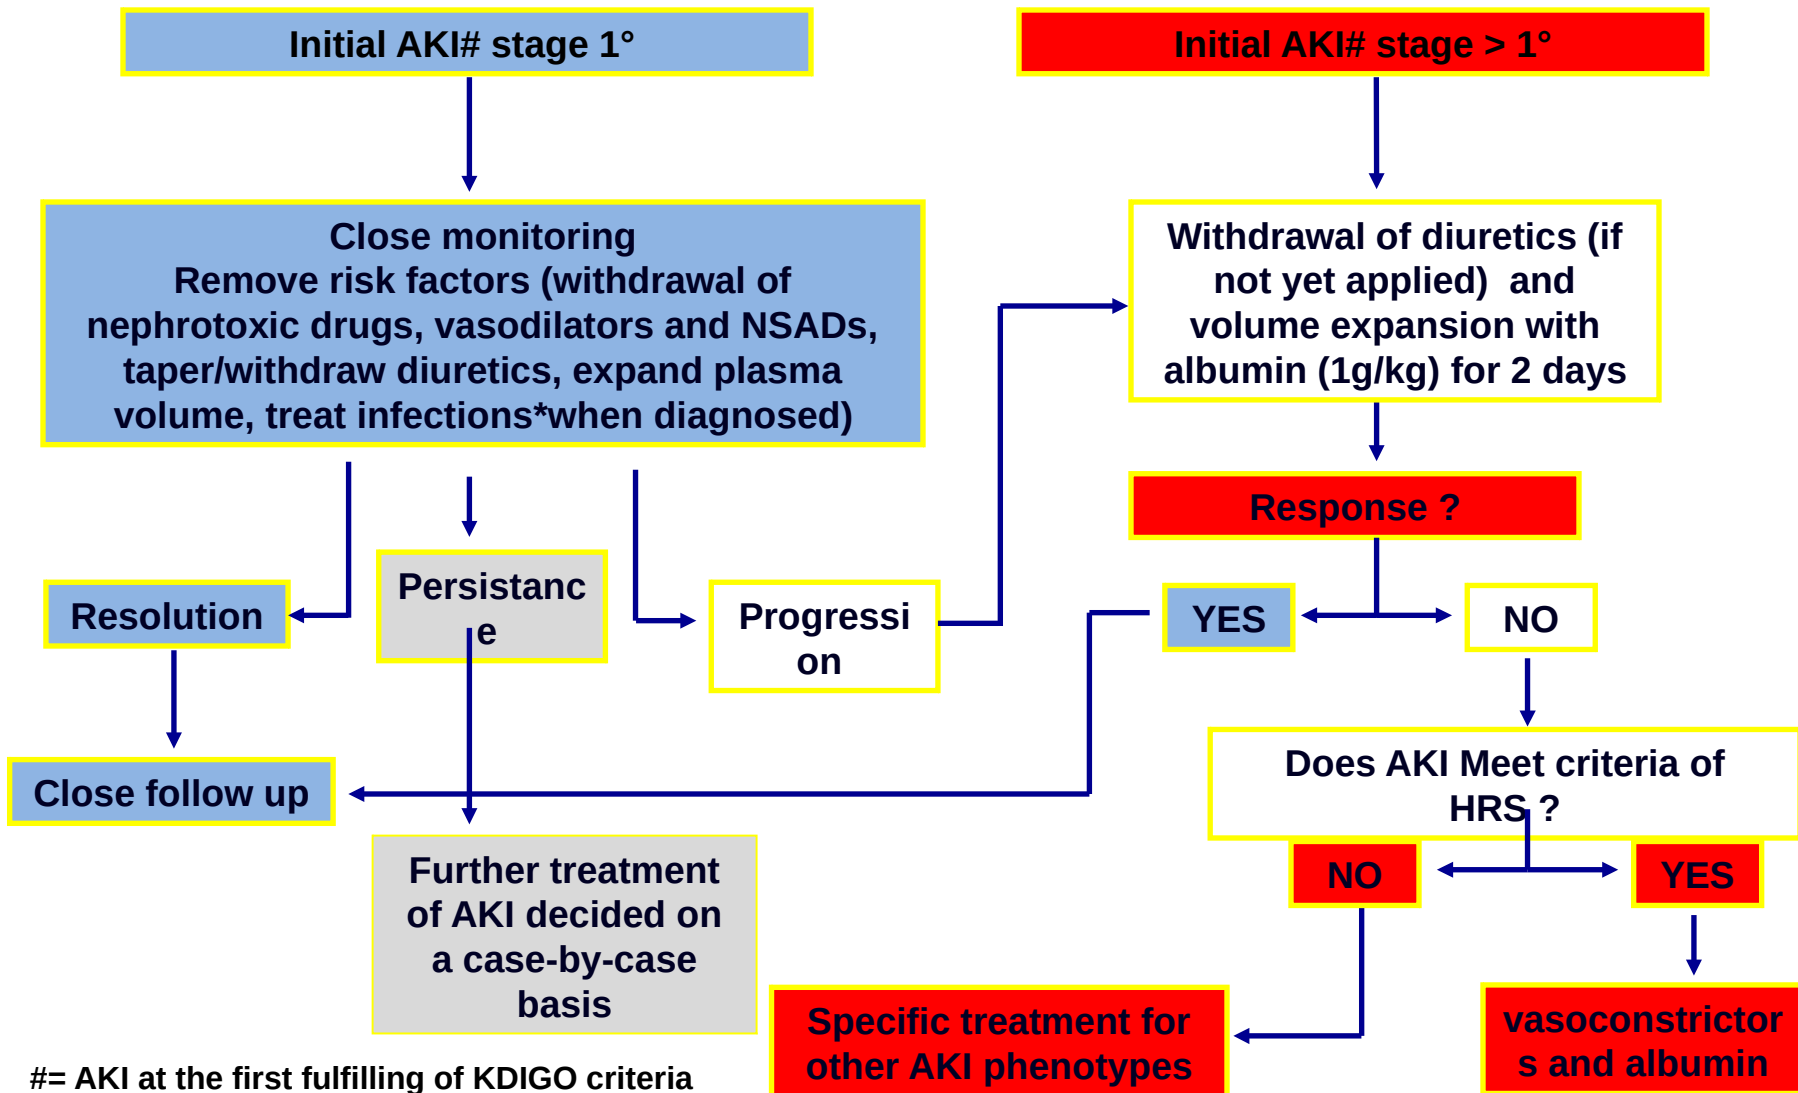 Initial AKI# stage 1°
Initial AKI# stage > 1°
Close monitoring
Remove risk factors (withdrawal of
nephrotoxic drugs, vasodilators and NSADs,
taper/withdraw diuretics, expand plasma
volume, treat infections*when diagnosed)
Withdrawal of diuretics (if
not yet applied) and
volume expansion with
albumin (1g/kg) for 2 days
Response ?
Resolution
Persistanc
e
Progressi
on
YES
NO
Close follow up
Does AKI Meet criteria of
HRS ?
Further treatment
of AKI decided on
a case-by-case
basis
NO
YES
Specific treatment for
other AKI phenotypes
vasoconstrictor
s and albumin
#= AKI at the first fulfilling of KDIGO criteria